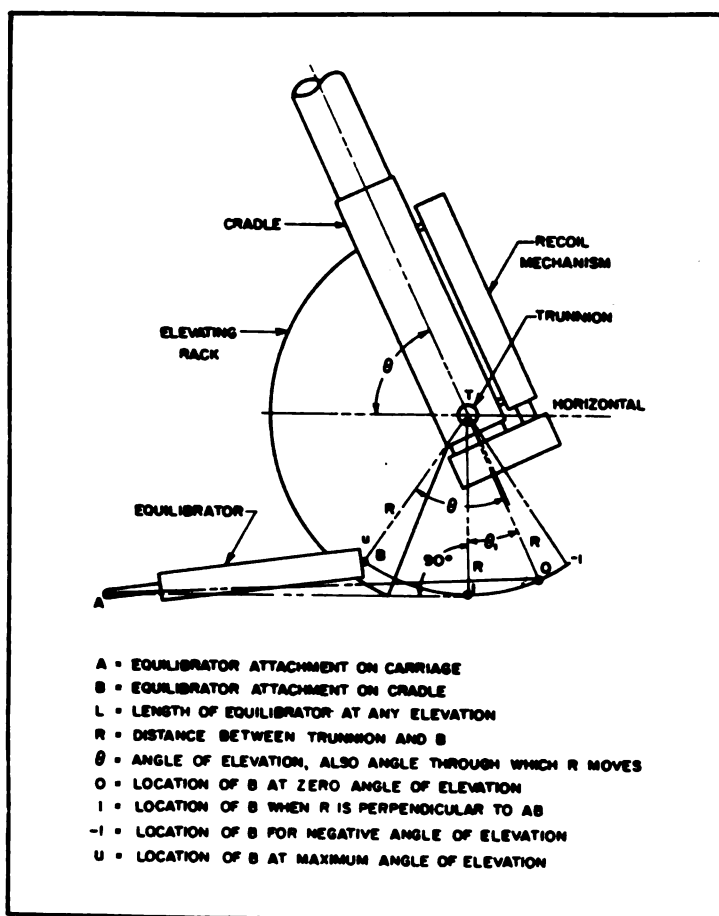 CRADLE
RECOIL
MECHANISM
TRUNNION
ELEVATING
RACK
θ
T
HORIZONTAL
EQUILIBRATOR
R
θ
U
B
90°
θ₁
R
-1
R
O
A
1
A = EQUILIBRATOR ATTACHMENT ON CARRIAGE
B = EQUILIBRATOR ATTACHMENT ON CRADLE
L = LENGTH OF EQUILIBRATOR AT ANY ELEVATION
R = DISTANCE BETWEEN TRUNNION AND B
θ = ANGLE OF ELEVATION, ALSO ANGLE THROUGH WHICH R MOVES
O = LOCATION OF B AT ZERO ANGLE OF ELEVATION
I = LOCATION OF B WHEN R IS PERPENDICULAR TO AB
-I = LOCATION OF B FOR NEGATIVE ANGLE OF ELEVATION
U = LOCATION OF B AT MAXIMUM ANGLE OF ELEVATION